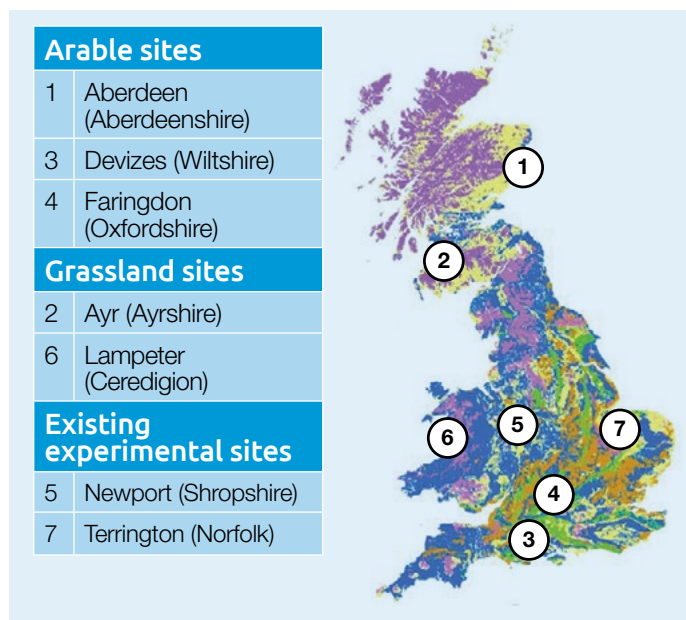 Arable sites
1 Aberdeen
(Aberdeenshire)
3 Devizes (Wiltshire)
4 Faringdon
(Oxfordshire)
Grassland sites
2 Ayr (Ayrshire)
6 Lampeter
(Ceredigion)
Existing
experimental sites
5 Newport (Shropshire)
7 Terrington (Norfolk)
1
2
5
6
7
4
3